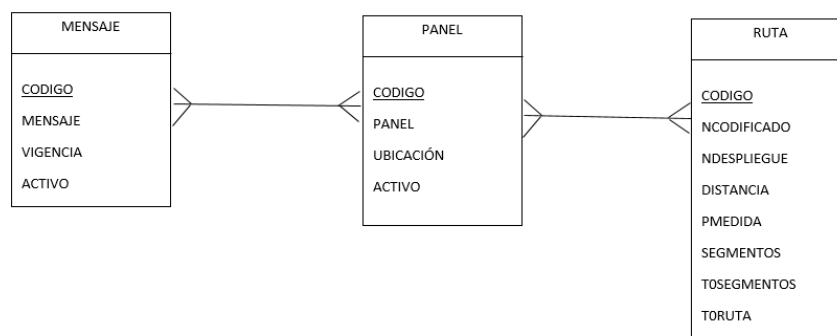 MENSAJE
CODIGO
MENSAJE
VIGENCIA
ACTIVO
PANEL
CODIGO
PANEL
UBICACIÓN
ACTIVO
RUTA
CODIGO
NCODIFICADO
NDESPLIEGUE
DISTANCIA
PMEDIDA
SEGMENTOS
T0SEGMENTOS
T0RUTA